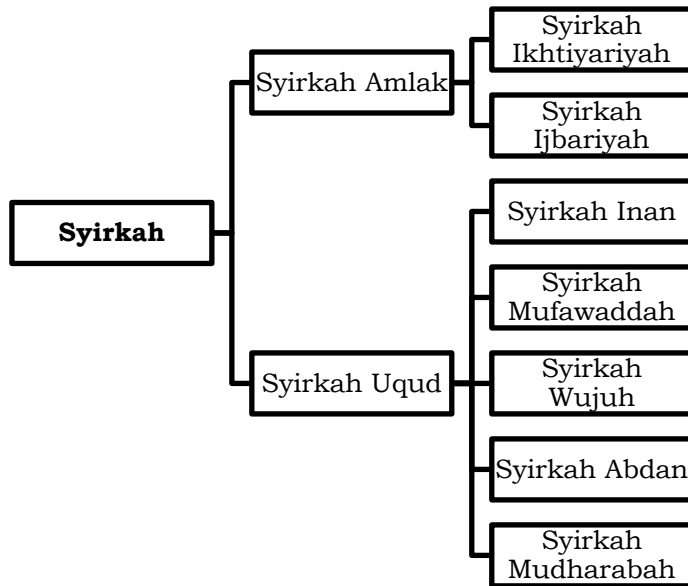 Syirkah
Syirkah Amlak
Syirkah
Ikhtiyariyah
Syirkah
Ijbariyah
Syirkah Uqud
Syirkah Inan
Syirkah
Mufawaddah
Syirkah
Wujuh
Syirkah Abdan
Syirkah
Mudharabah